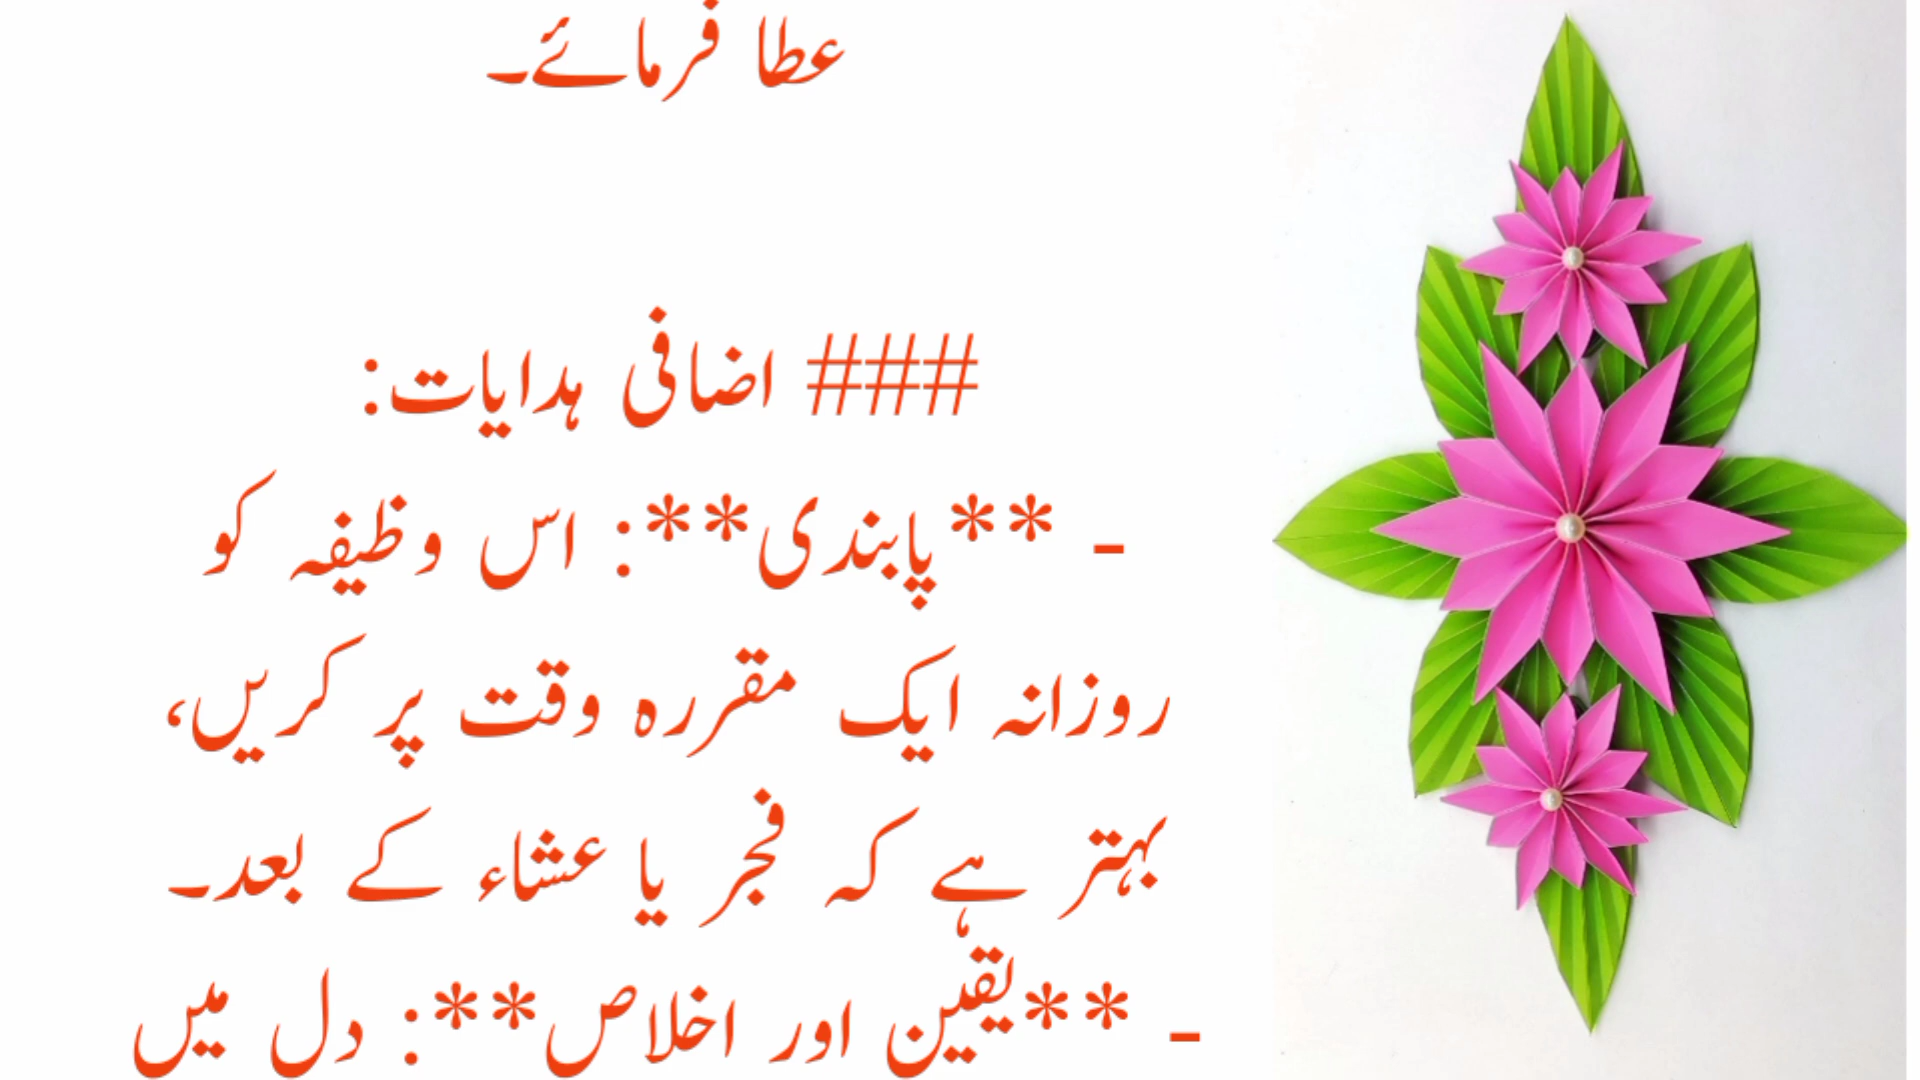 عطا فرمائے۔
### اضافی ہدایات:
- **پابندی**: اس وظیفہ کو
روزانہ ایک مقررہ وقت پر کریں،
بہتر ہے کہ فجر یا عشاء کے بعد۔
- **یقین اور اخلاص**: دل میں